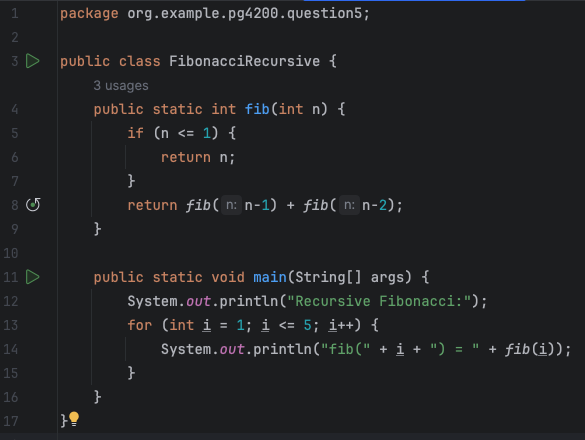 1 package org.example.pg4200.question5;
2
3 public class FibonacciRecursive {
3 usages
4 public static int fib(int n) {
5 if (n <= 1) {
6 return n;
7 }
8 return fib( n: n-1) + fib( n: n-2);
9 }
10
11 public static void main(String[] args) {
12 System.out.println("Recursive Fibonacci:");
13 for (int i = 1; i <= 5; i++) {
14 System.out.println("fib(" + i + ") = " + fib(i));
15 }
16 }
17 }